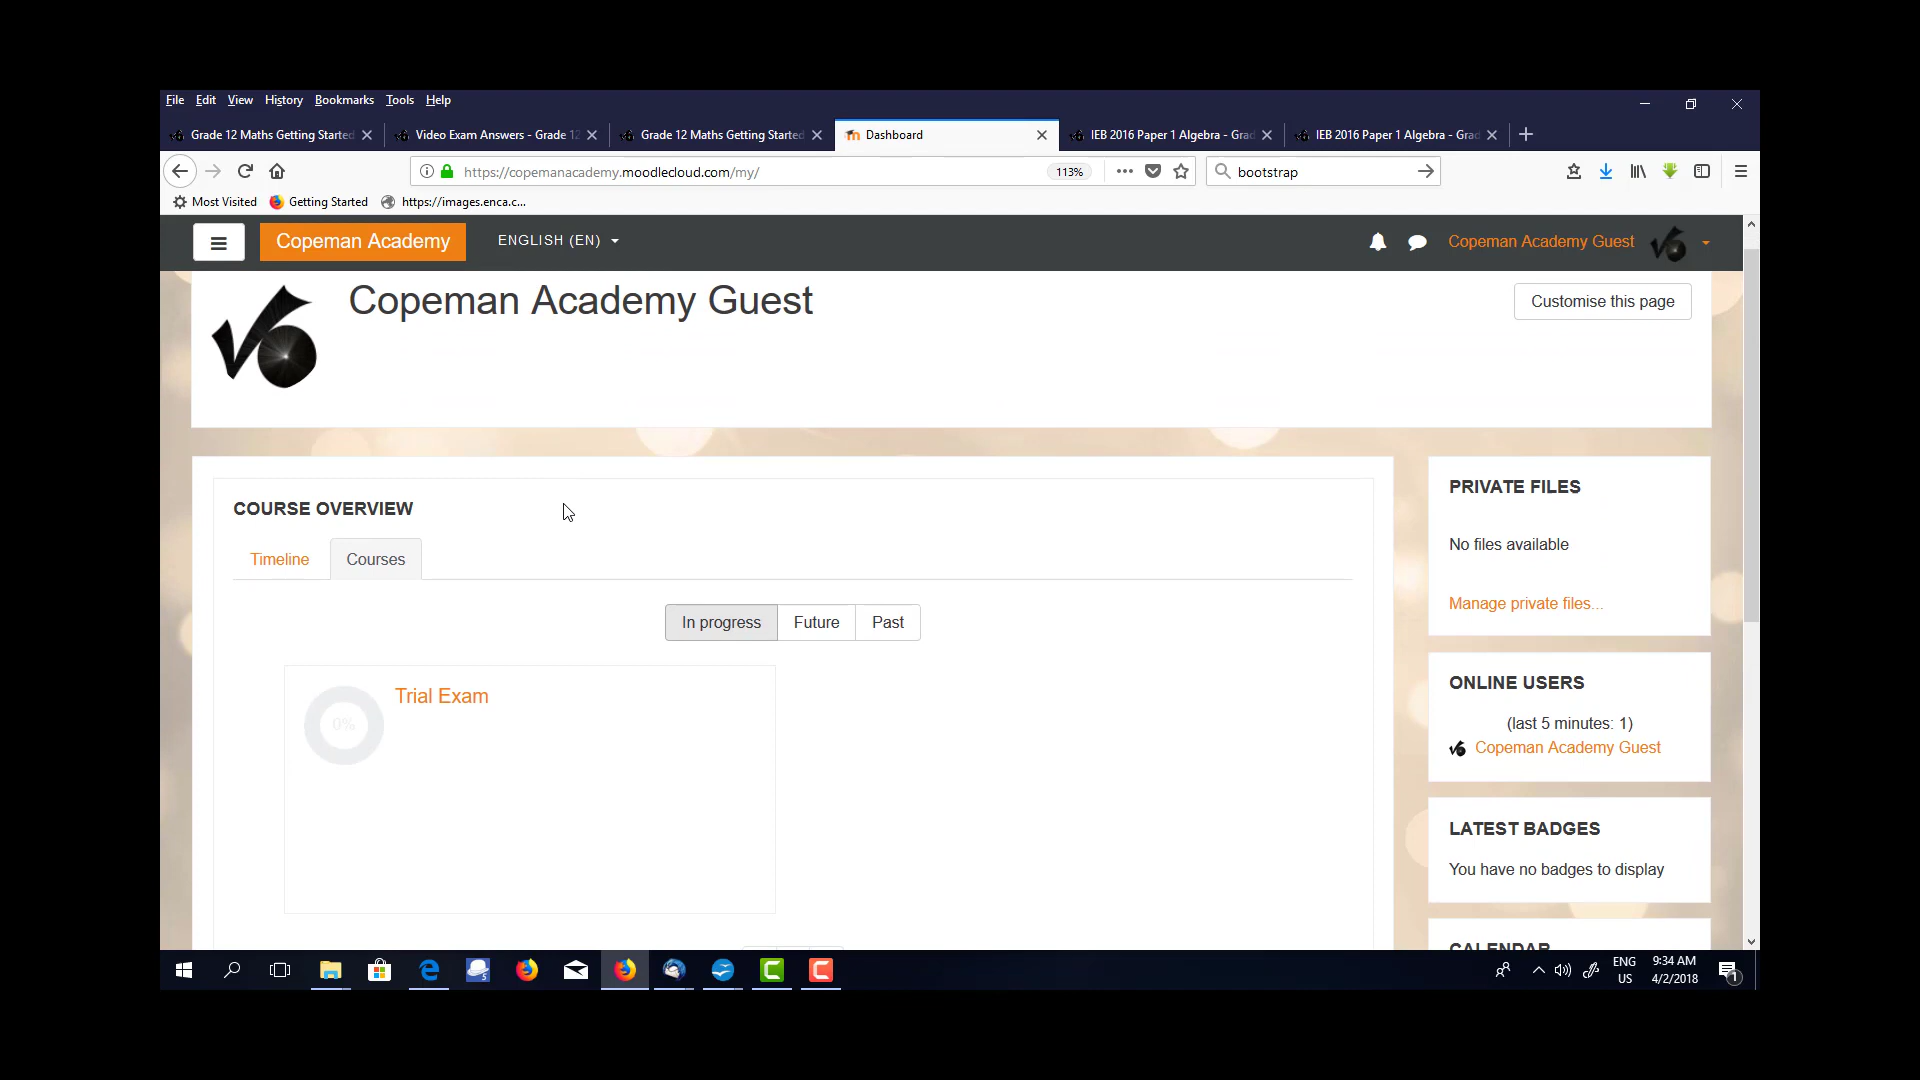 File Edit View History Bookmarks Tools Help
Grade 12 Maths Getting Started Video Exam Answers - Grade 12 Grade 12 Maths Getting Started Dashboard IEB 2016 Paper 1 Algebra - Grad IEB 2016 Paper 1 Algebra - Grad
https://copemanacademy.moodlecloud.com/my/ 113% bootstrap
Most Visited Getting Started https://images.enca.c...
Copeman Academy ENGLISH (EN) Copeman Academy Guest
Copeman Academy Guest
Customise this page
COURSE OVERVIEW
Timeline Courses
In progress Future Past
0%
Trial Exam
PRIVATE FILES
No files available
Manage private files...
ONLINE USERS
(last 5 minutes: 1)
Copeman Academy Guest
LATEST BADGES
You have no badges to display
CALENDAR
ENG
US
9:34 AM
4/2/2018
1